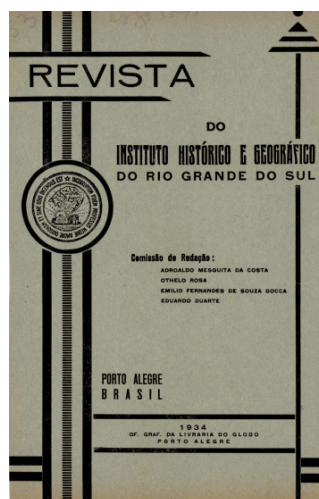 REVISTA
DO
INSTITUTO HISTÓRICO E GEOGRÁFICO
DO RIO GRANDE DO SUL
Comissão de Redação:
ADROALDO MESQUITA DA COSTA
OTHELO ROSA
EMILIO FERNANDES DE SOUZA DOCCA
EDUARDO DUARTE
PORTO ALEGRE
BRASIL
1934
OF. GRAF. DA LIVRARIA DO GLOBO
PORTO ALEGRE